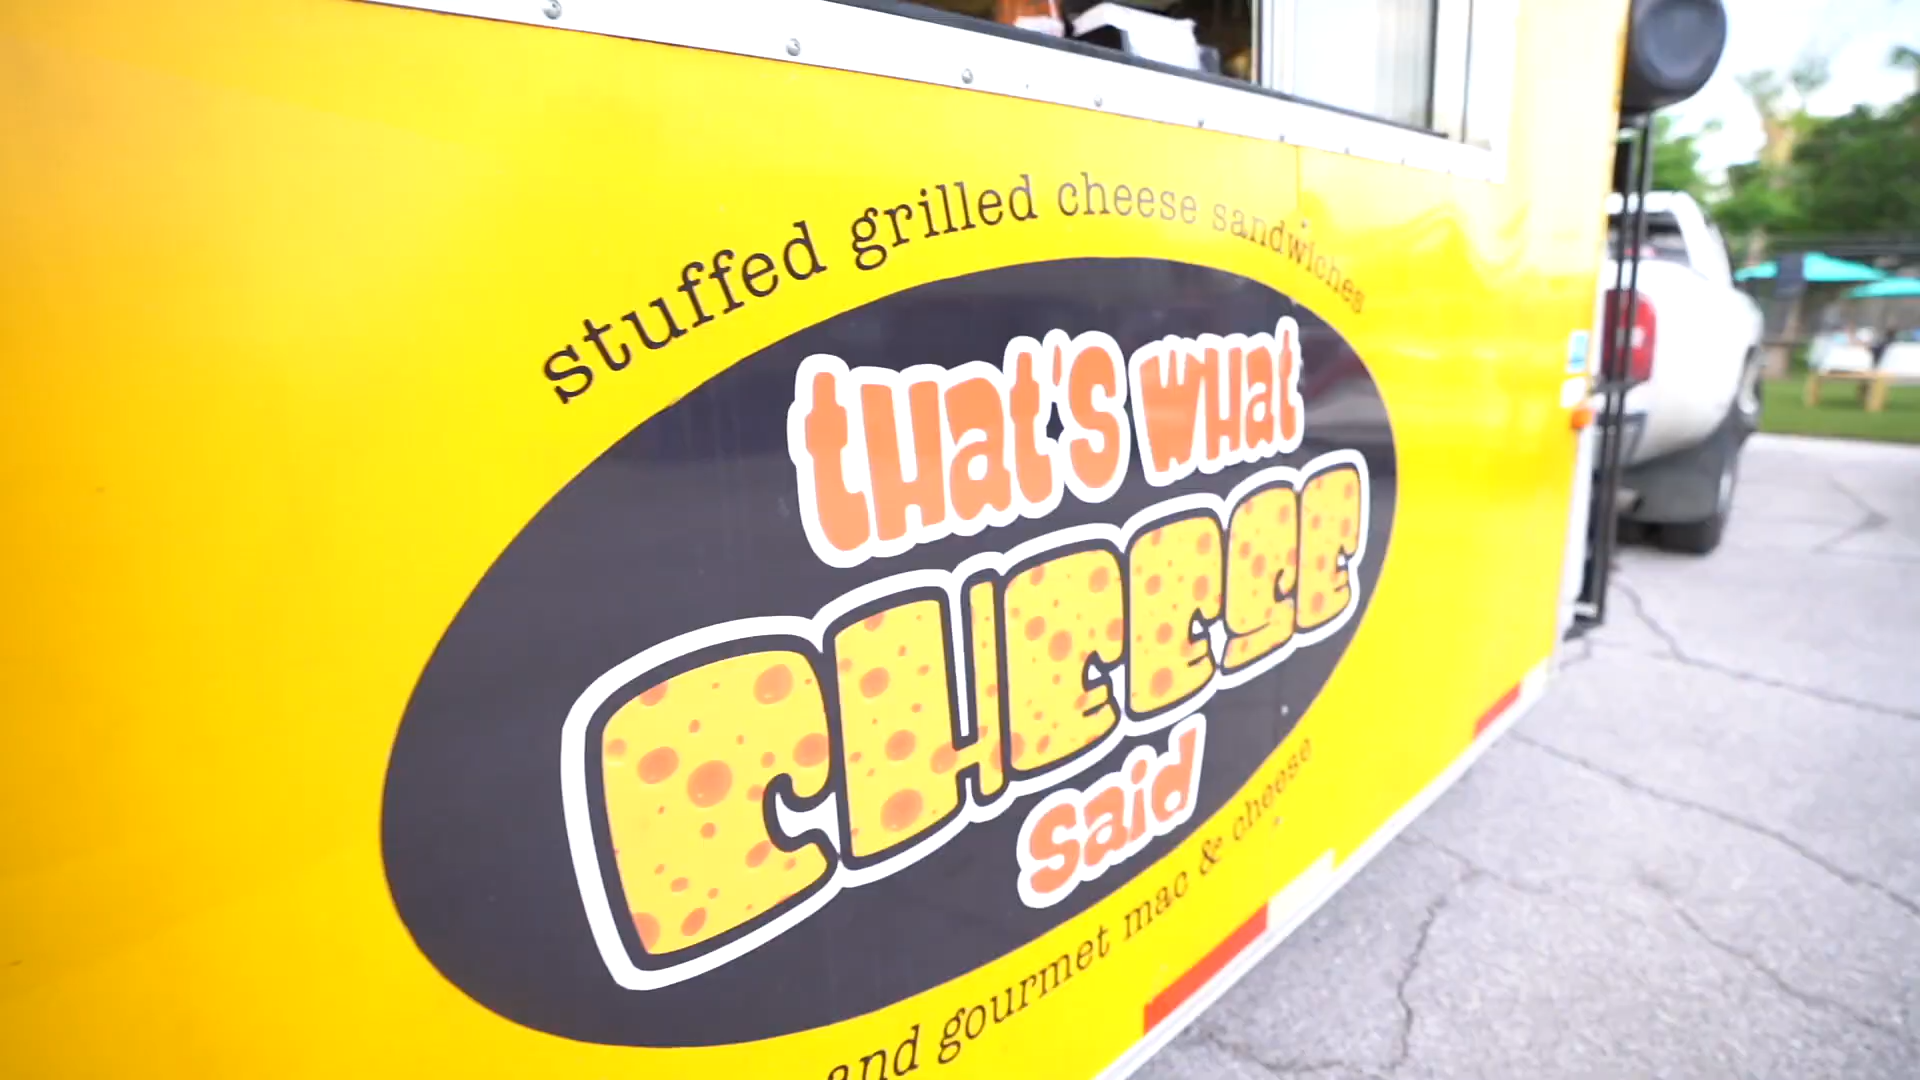 stuffed grilled cheese sandwiches
tHat's wHat
CHEESE
said
and gourmet mac & cheese